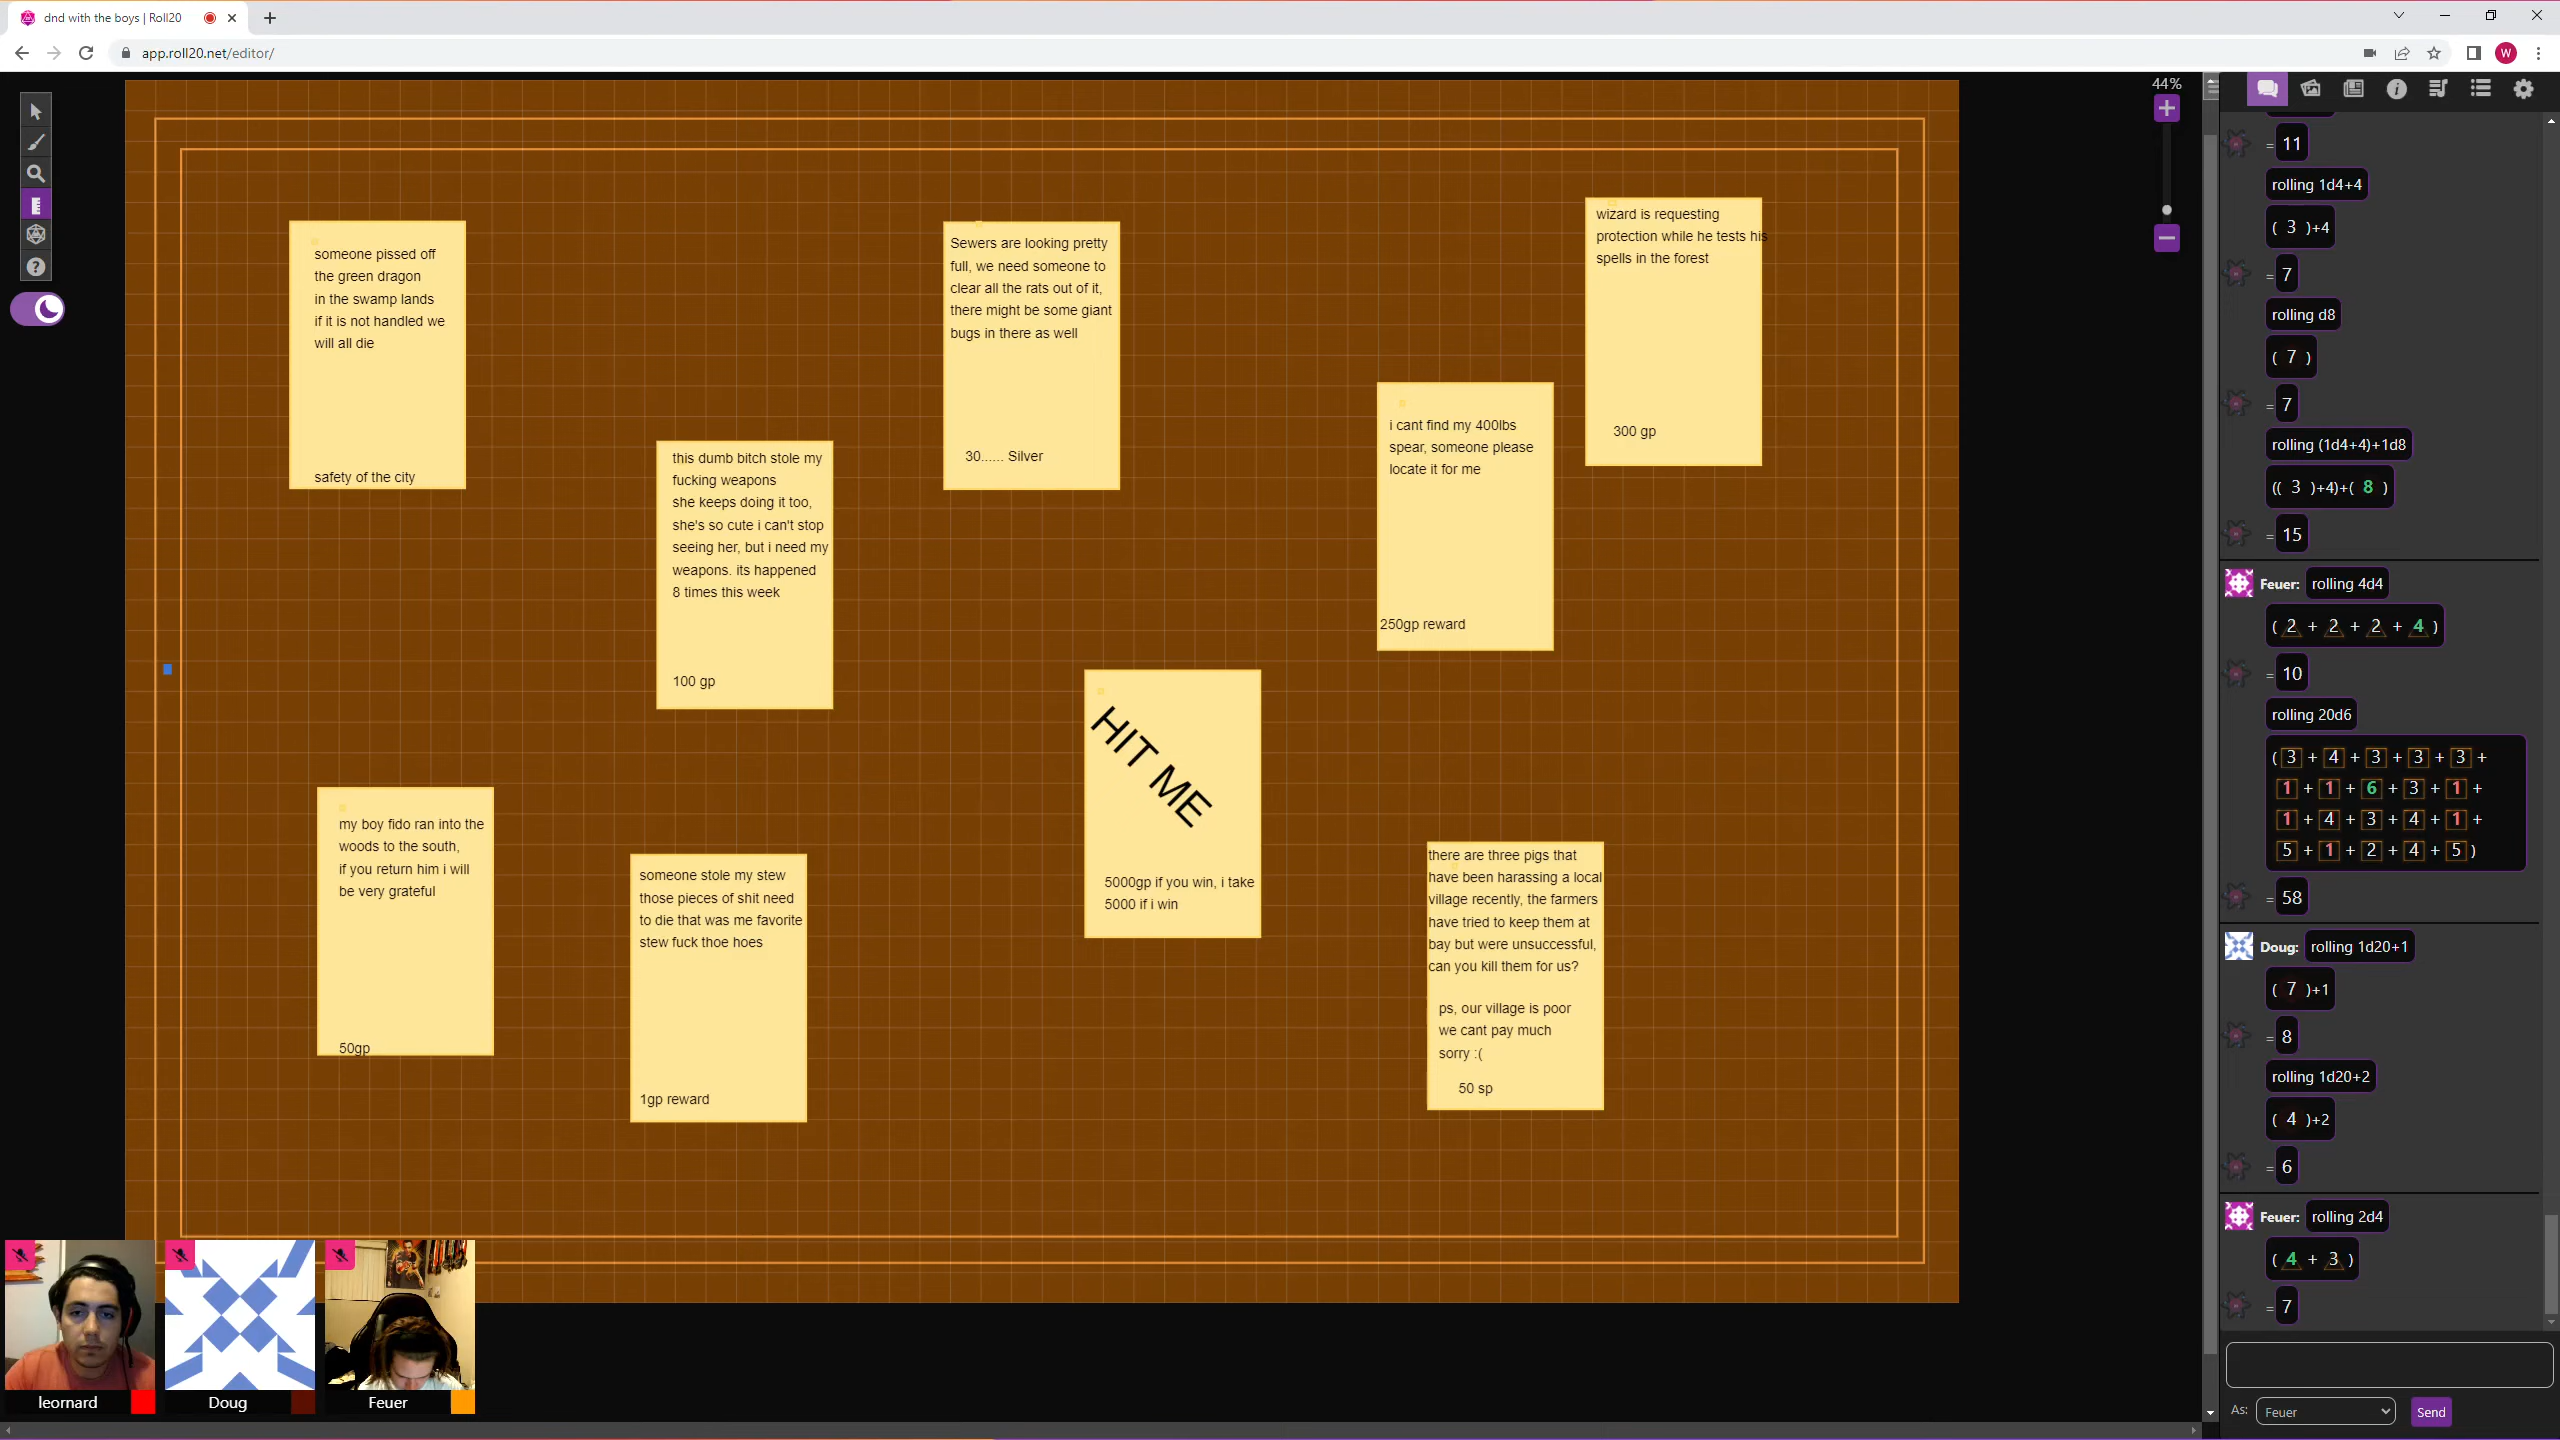 dnd with the boys | Roll20
app.roll20.net/editor/
W
44%
someone pissed off
the green dragon
in the swamp lands
if it is not handled we
will all die
safety of the city
this dumb bitch stole my
fucking weapons
she keeps doing it too,
she's so cute i can't stop
seeing her, but i need my
weapons. its happened
8 times this week
100 gp
Sewers are looking pretty
full, we need someone to
clear all the rats out of it,
there might be some giant
bugs in there as well
30...... Silver
i cant find my 400lbs
spear, someone please
locate it for me
250gp reward
wizard is requesting
protection while he tests his
spells in the forest
300 gp
my boy fido ran into the
woods to the south,
if you return him i will
be very grateful
50gp
someone stole my stew
those pieces of shit need
to die that was me favorite
stew fuck thoe hoes
1gp reward
HIT ME
5000gp if you win, i take
5000 if i win
there are three pigs that
have been harassing a local
village recently, the farmers
have tried to keep them at
bay but were unsuccessful,
can you kill them for us?
ps, our village is poor
we cant pay much
sorry :(
50 sp
leornard
Doug
Feuer
= 11
rolling 1d4+4
( 3 )+4
= 7
rolling d8
( 7 )
= 7
rolling (1d4+4)+1d8
(( 3 )+4)+( 8 )
= 15
Feuer: rolling 4d4
( 2 + 2 + 2 + 4 )
= 10
rolling 20d6
( 3 + 4 + 3 + 3 + 3 +
1 + 1 + 6 + 3 + 1 +
1 + 4 + 3 + 4 + 1 +
5 + 1 + 2 + 4 + 5 )
= 58
Doug: rolling 1d20+1
( 7 )+1
= 8
rolling 1d20+2
( 4 )+2
= 6
Feuer: rolling 2d4
( 4 + 3 )
= 7
As: Feuer Send